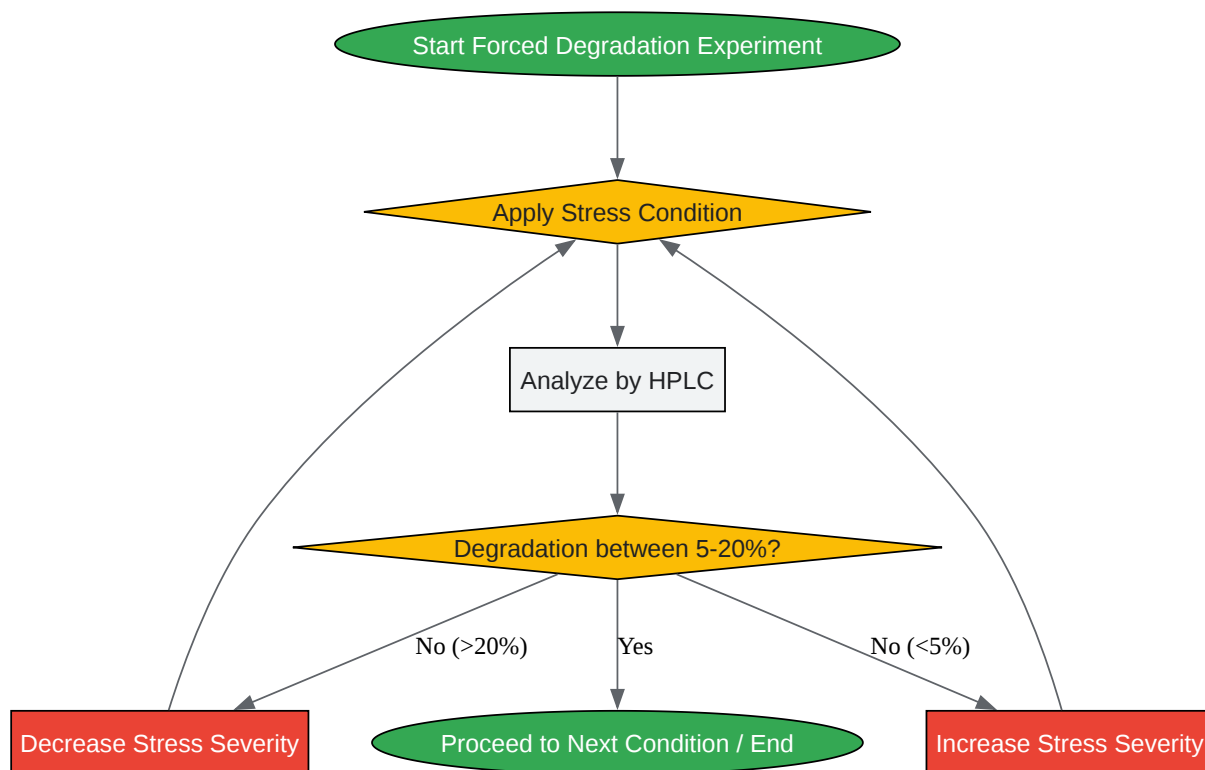 Start Forced Degradation Experiment
Apply Stress Condition
Analyze by HPLC
Degradation between 5-20%?
No (>20%)
Yes
No (<5%)
Decrease Stress Severity
Proceed to Next Condition / End
Increase Stress Severity